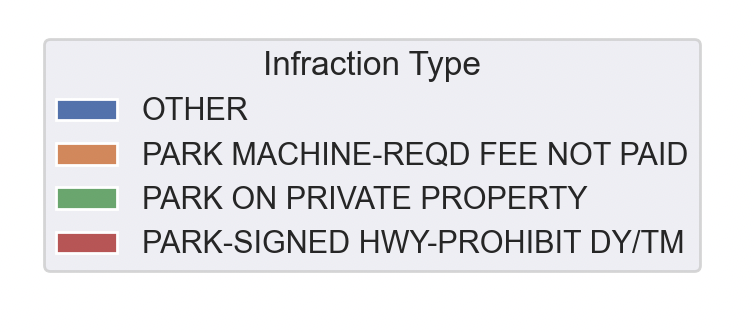 Infraction Type
OTHER
PARK MACHINE-REQD FEE NOT PAID
PARK ON PRIVATE PROPERTY
PARK-SIGNED HWY-PROHIBIT DY/TM